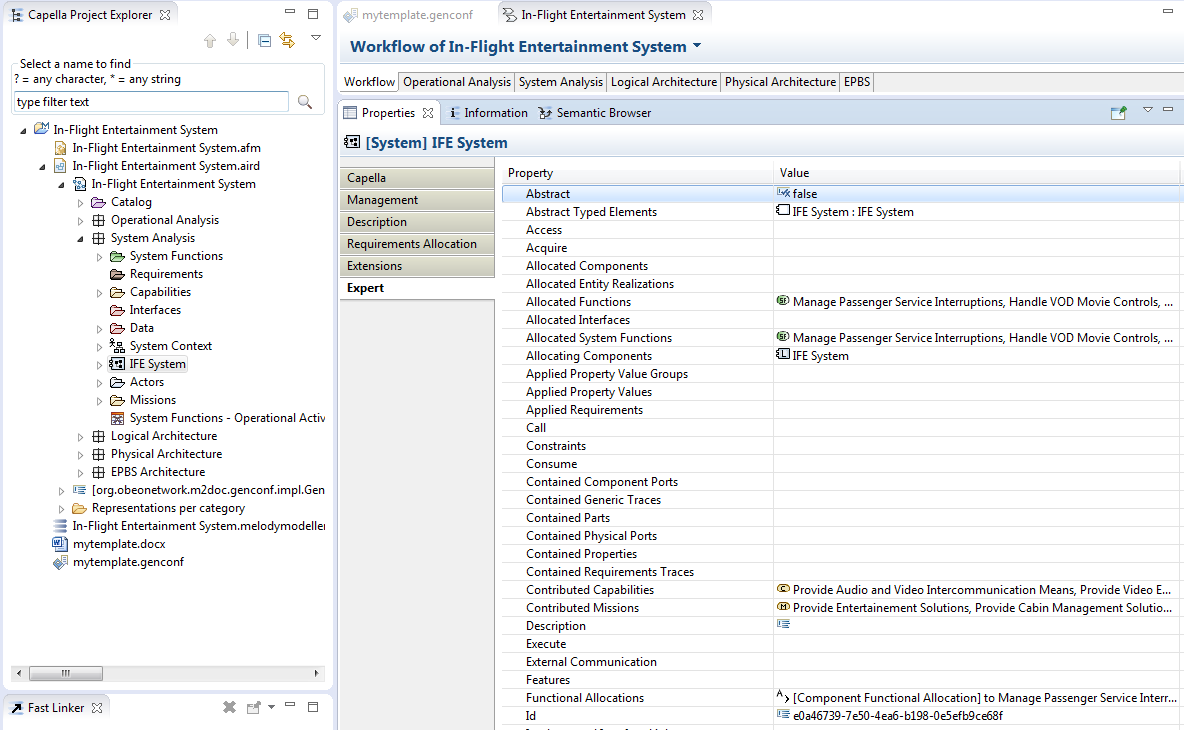 Capella Project Explorer
Select a name to find
? = any character, * = any string
type filter text
In-Flight Entertainment System
In-Flight Entertainment System.afm
In-Flight Entertainment System.aird
In-Flight Entertainment System
Catalog
Operational Analysis
System Analysis
System Functions
Requirements
Capabilities
Interfaces
Data
System Context
IFE System
Actors
Missions
System Functions - Operational Activ
Logical Architecture
Physical Architecture
EPBS Architecture
[org.obeonetwork.m2doc.genconf.impl.Gen
Representations per category
In-Flight Entertainment System.melodymodeller
mytemplate.docx
mytemplate.genconf
Fast Linker
mytemplate.genconf
In-Flight Entertainment System
Workflow of In-Flight Entertainment System
Workflow Operational Analysis System Analysis Logical Architecture Physical Architecture EPBS
Properties Information Semantic Browser
[System] IFE System
Capella
Management
Description
Requirements Allocation
Extensions
Expert
Property Value
Abstract false
Abstract Typed Elements IFE System : IFE System
Access
Acquire
Allocated Components
Allocated Entity Realizations
Allocated Functions Manage Passenger Service Interruptions, Handle VOD Movie Controls, ...
Allocated Interfaces
Allocated System Functions Manage Passenger Service Interruptions, Handle VOD Movie Controls, ...
Allocating Components IFE System
Applied Property Value Groups
Applied Property Values
Applied Requirements
Call
Constraints
Consume
Contained Component Ports
Contained Generic Traces
Contained Parts
Contained Physical Ports
Contained Properties
Contained Requirements Traces
Contributed Capabilities Provide Audio and Video Intercommunication Means, Provide Video E...
Contributed Missions Provide Entertainement Solutions, Provide Cabin Management Solutio...
Description
Execute
External Communication
Features
Functional Allocations [Component Functional Allocation] to Manage Passenger Service Interr...
Id e0a46739-7e50-4ea6-b198-0e5efb9ce68f